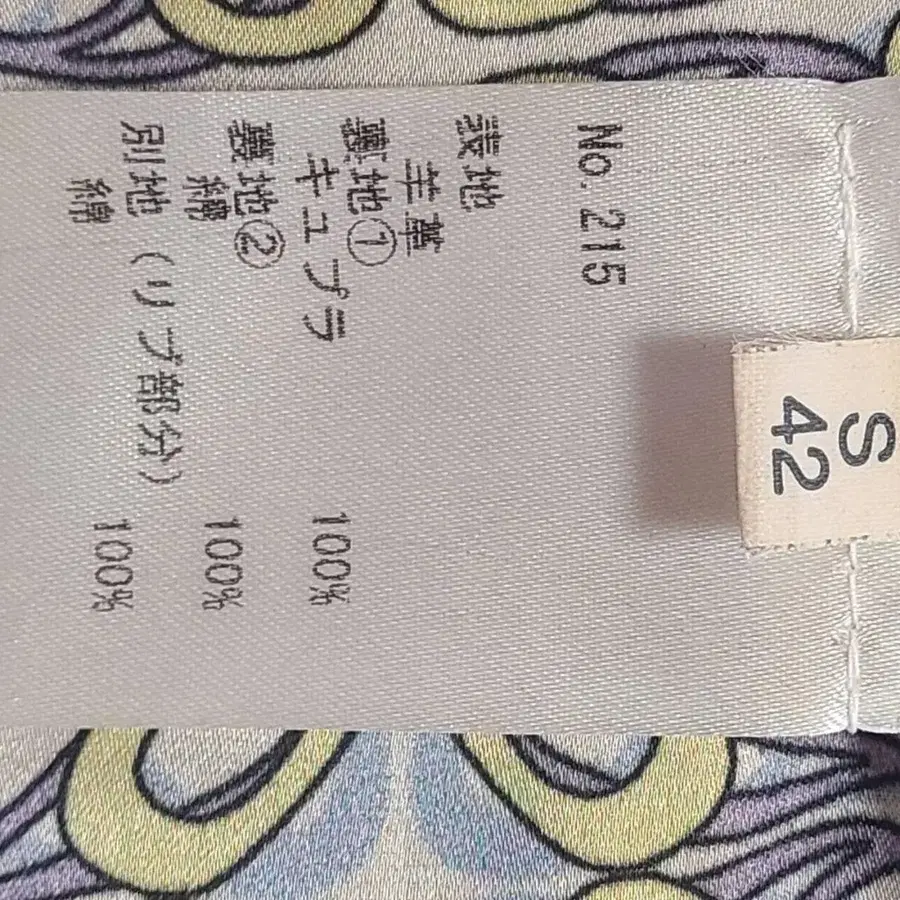 No. 215
表地
羊革
裏地①
キュプラ 100%
裏地②
綿 100%
別地（リブ部分）
綿 100%
S
42